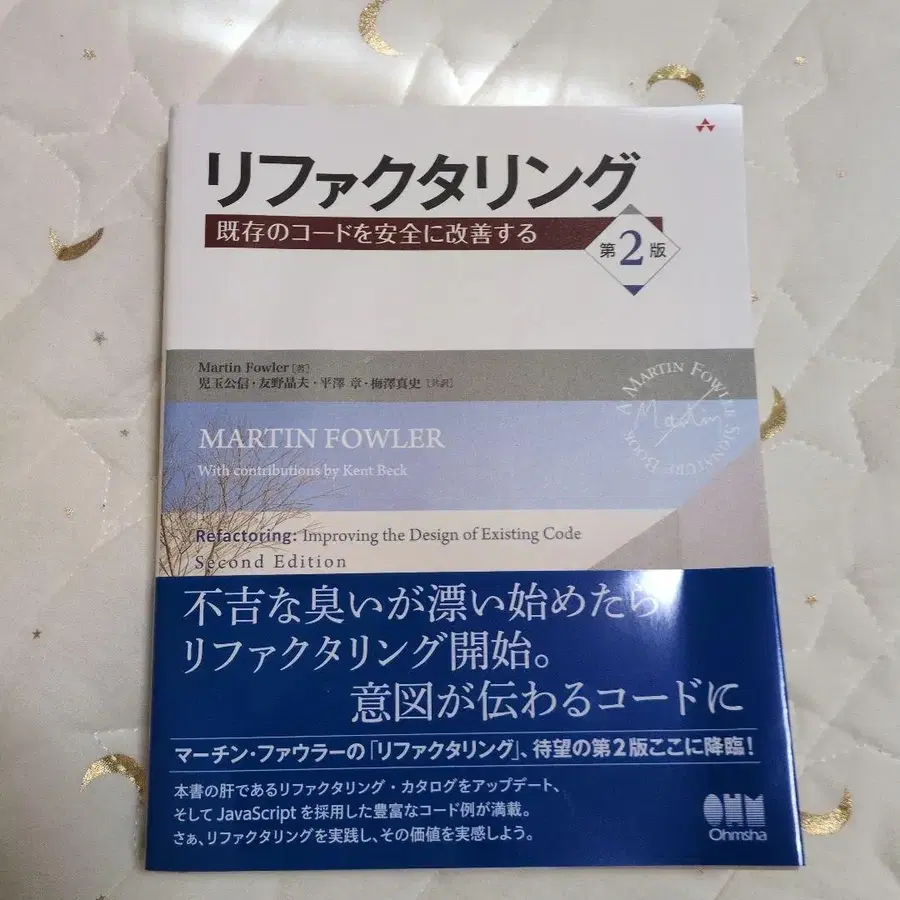 リファクタリング
既存のコードを安全に改善する
第2版
Martin Fowler［著］
児玉公信・友野晶夫・平澤 章・梅澤真史［共訳］
A MARTIN FOWLER SIGNATURE BOOK
Martin
MARTIN FOWLER
With contributions by Kent Beck
Refactoring: Improving the Design of Existing Code
Second Edition
不吉な臭いが漂い始めたら
リファクタリング開始。
意図が伝わるコードに
マーチン・ファウラーの「リファクタリング」、待望の第2版ここに降臨！
本書の肝であるリファクタリング・カタログをアップデート、
そして JavaScript を採用した豊富なコード例が満載。
さぁ、リファクタリングを実践し、その価値を実感しよう。
OHM
Ohmsha